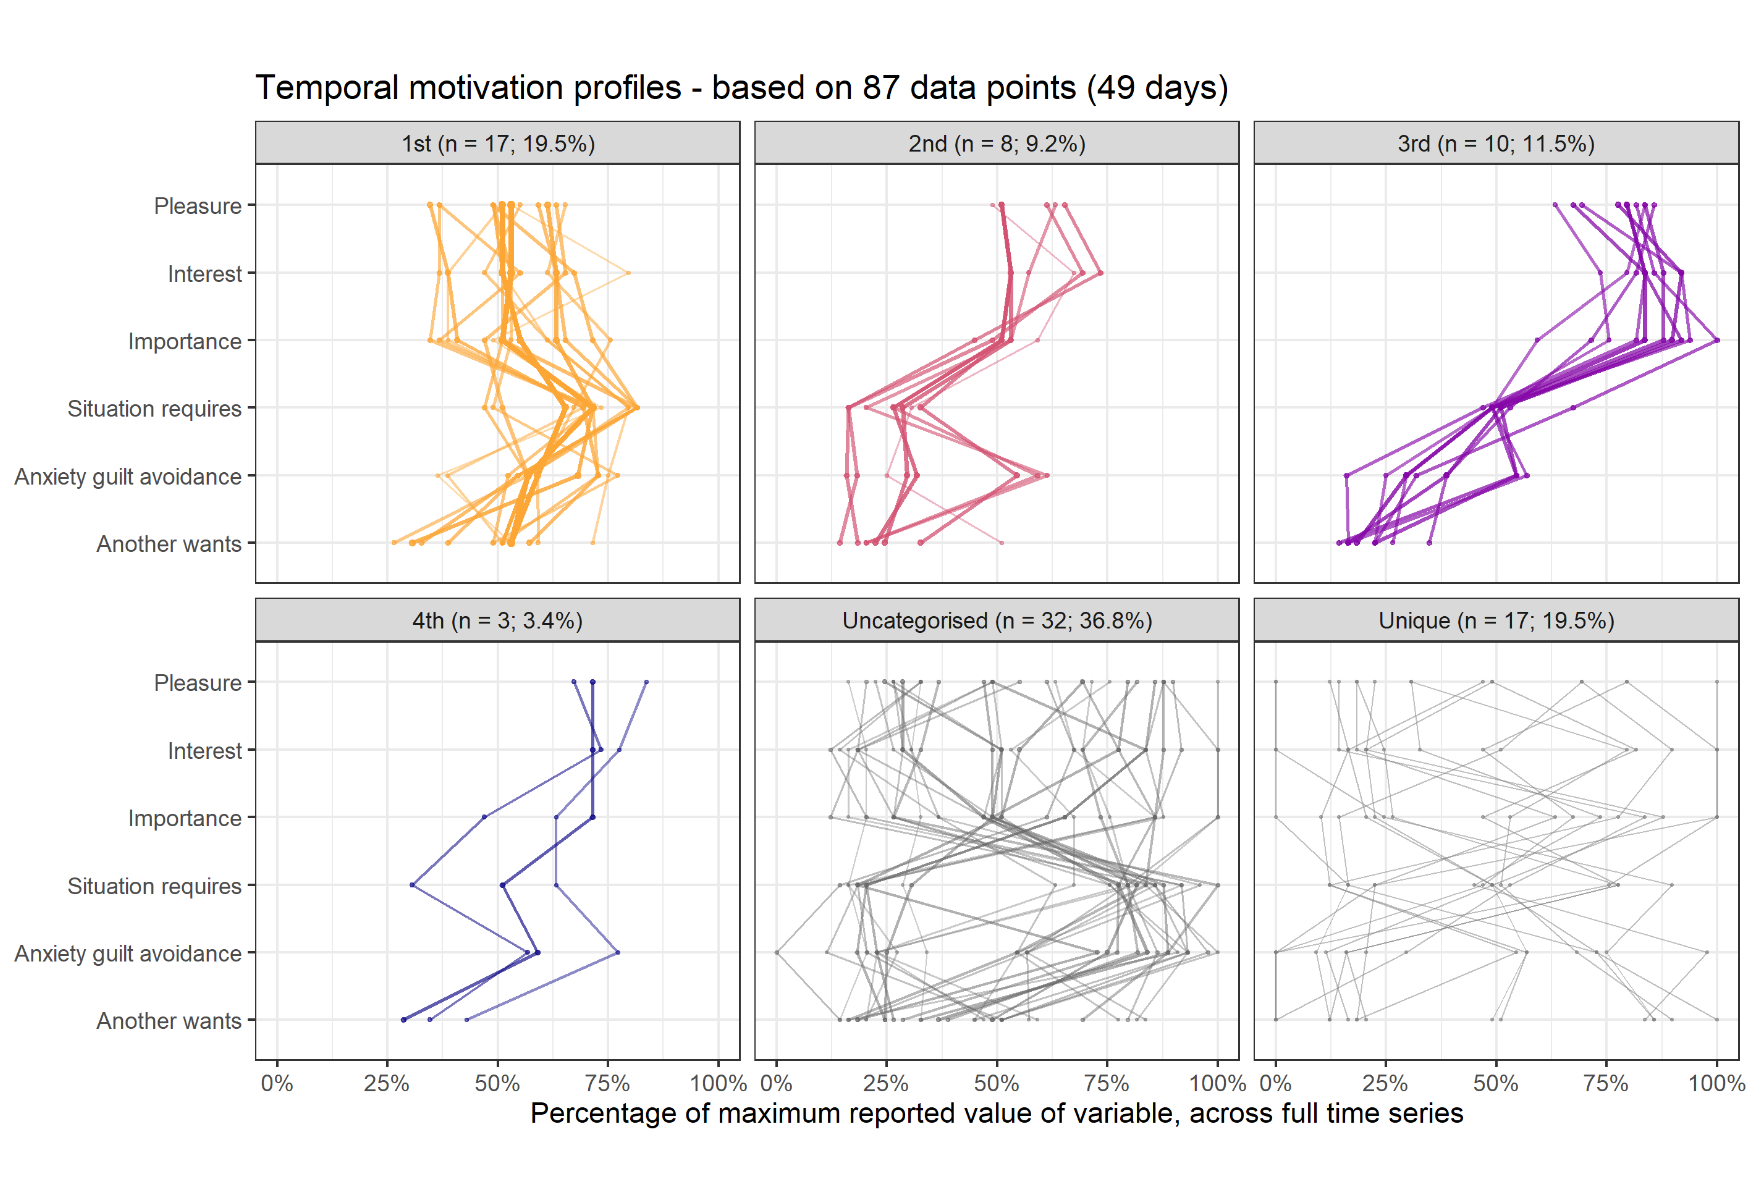 Temporal motivation profiles - based on 87 data points (49 days)
1st (n = 17; 19.5%)
2nd (n = 8; 9.2%)
3rd (n = 10; 11.5%)
Pleasure
Interest
Importance
Situation requires
Anxiety guilt avoidance
Another wants
4th (n = 3; 3.4%)
Uncategorised (n = 32; 36.8%)
Unique (n = 17; 19.5%)
Pleasure
Interest
Importance
Situation requires
Anxiety guilt avoidance
Another wants
0% 25% 50% 75% 100%
0% 25% 50% 75% 100%
0% 25% 50% 75% 100%
Percentage of maximum reported value of variable, across full time series